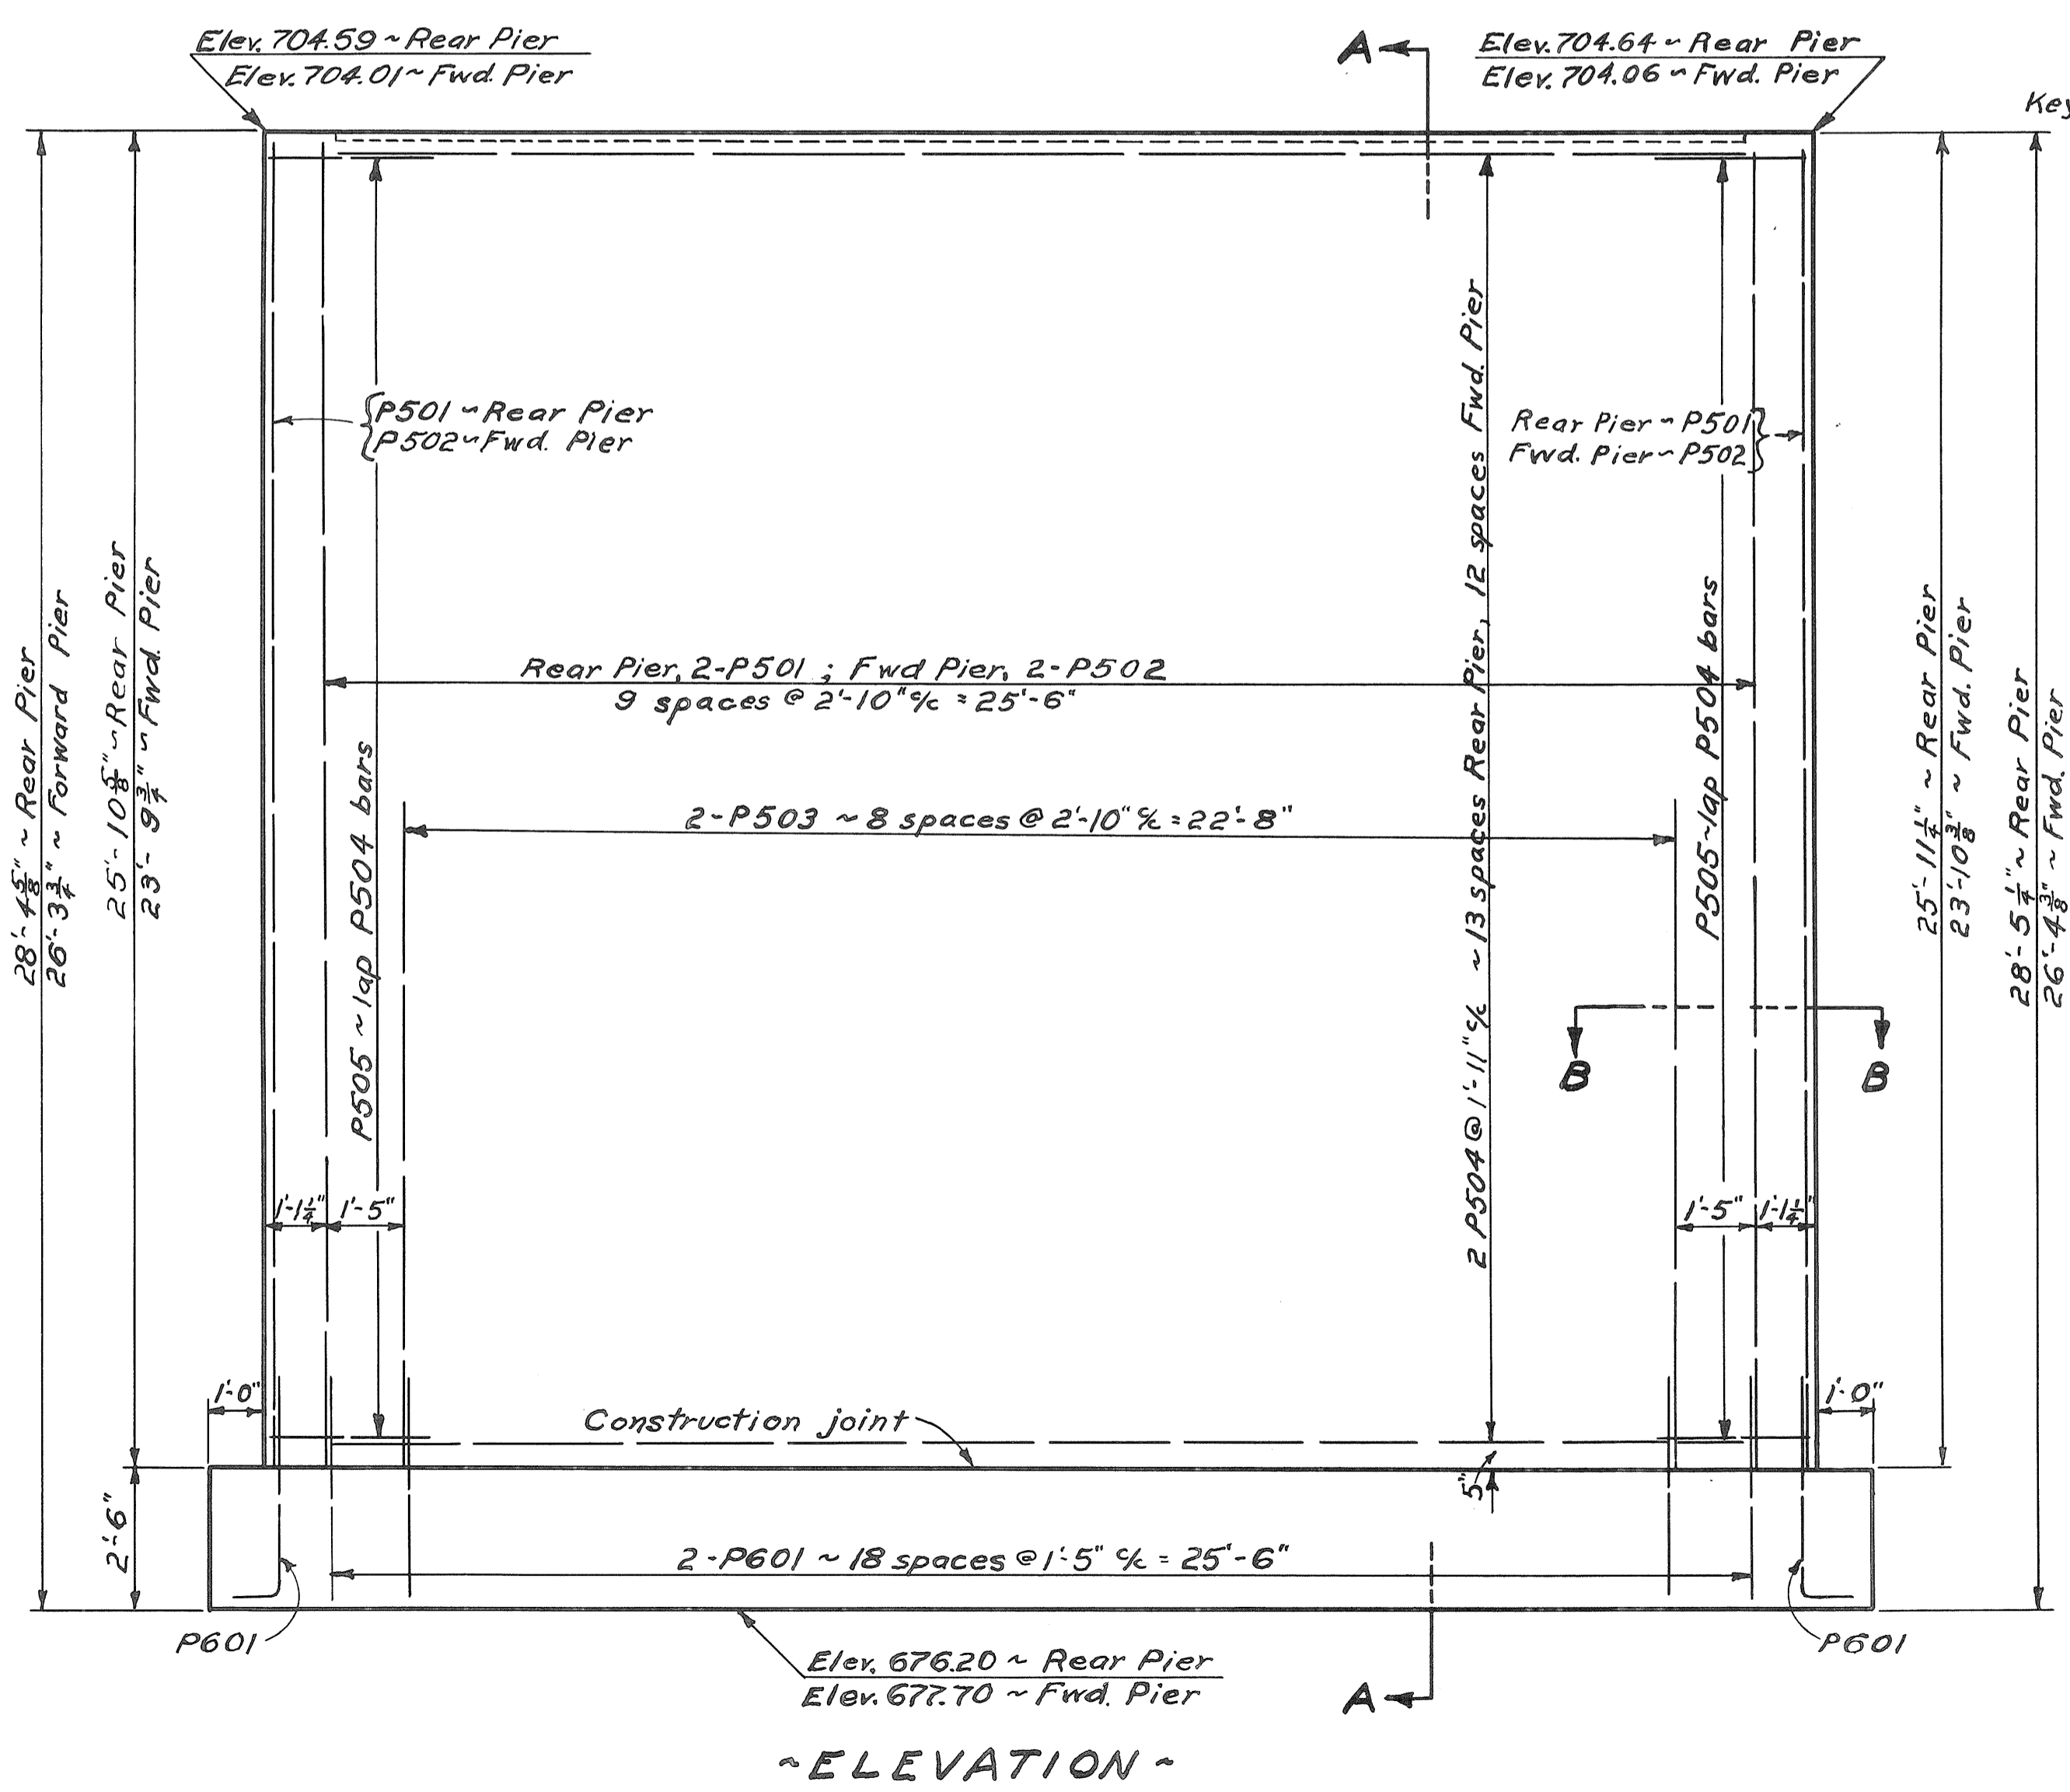 Elev. 704.59 ~ Rear Pier
Elev. 704.01 ~ Fwd. Pier
A
Elev. 704.64 ~ Rear Pier
Elev. 704.06 ~ Fwd. Pier
Key
P501 ~ Rear Pier
P502 ~ Fwd. Pier
Rear Pier ~ P501
Fwd. Pier ~ P502
28'-4 5/8" ~ Rear Pier
26'-3 3/4" ~ Forward Pier
25'-10 5/8" ~ Rear Pier
23'-9 3/4" ~ Fwd. Pier
P505 ~ lap P504 bars
Rear Pier, 2-P501 ; Fwd Pier, 2-P502
9 spaces @ 2'-10" c/c = 25'-6"
2-P503 ~ 8 spaces @ 2'-10" c/c = 22'-8"
2 P504 @ 1'-11" c/c ~ 13 spaces Rear Pier, 12 spaces Fwd. Pier
P505 ~ lap P504 bars
25'-11 1/4" ~ Rear Pier
23'-10 3/8" ~ Fwd. Pier
28'-5 1/4" ~ Rear Pier
26'-4 3/8" ~ Fwd. Pier
B B
1'-1 1/4" 1'-5" 1'-5" 1'-1 1/4"
1'-0" 1'-0"
Construction joint
5"
2'-6"
2-P601 ~ 18 spaces @ 1'-5" c/c = 25'-6"
P601 P601
Elev. 676.20 ~ Rear Pier
Elev. 677.70 ~ Fwd. Pier
A
~ELEVATION~